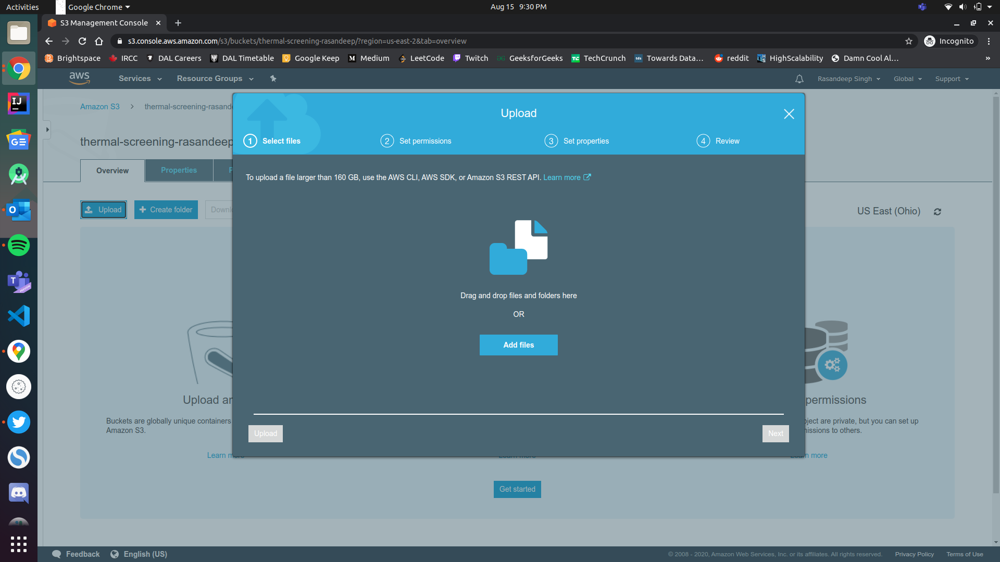 Activities
Google Chrome
Aug 15 9:30 PM
S3 Management Console
s3.console.aws.amazon.com/s3/buckets/thermal-screening-rasandeep/?region=us-east-2&tab=overview
Incognito
Brightspace
IRCC
DAL Careers
DAL Timetable
Google Keep
Medium
LeetCode
Twitch
GeeksforGeeks
TechCrunch
Towards Data...
reddit
HighScalability
Damn Cool Al...
»
aws
Services
Resource Groups
Rasandeep Singh
Global
Support
Amazon S3
thermal-screening-rasande
thermal-screening-rasandeep
Overview
Properties
P
Upload
Create folder
Downl
US East (Ohio)
Upload
1 Select files
2 Set permissions
3 Set properties
4 Review
To upload a file larger than 160 GB, use the AWS CLI, AWS SDK, or Amazon S3 REST API. Learn more
Drag and drop files and folders here
OR
Add files
Upload
Next
Upload an
Buckets are globally unique containers
Amazon S3.
Learn more
Learn more
permissions
bject are private, but you can set up
missions to others.
Learn more
Get started
Feedback
English (US)
© 2008 - 2020, Amazon Web Services, Inc. or its affiliates. All rights reserved.
Privacy Policy
Terms of Use